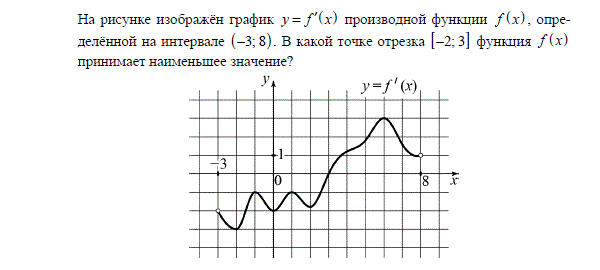 На рисунке изображён график y = f′(x) производной функции f(x), опре-
делённой на интервале (−3; 8). В какой точке отрезка [−2; 3] функция f(x)
принимает наименьшее значение?
y y = f ′ (x)
−3 1
0 8 x